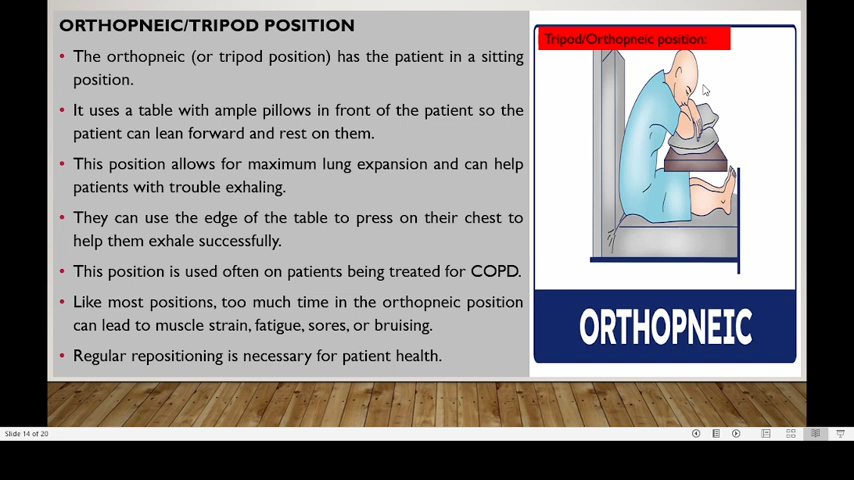 ORTHOPNEIC/TRIPOD POSITION
• The orthopneic (or tripod position) has the patient in a sitting
position.
• It uses a table with ample pillows in front of the patient so the
patient can lean forward and rest on them.
• This position allows for maximum lung expansion and can help
patients with trouble exhaling.
• They can use the edge of the table to press on their chest to
help them exhale successfully.
• This position is used often on patients being treated for COPD.
• Like most positions, too much time in the orthopneic position
can lead to muscle strain, fatigue, sores, or bruising.
• Regular repositioning is necessary for patient health.
Tripod/Orthopneic position:
ORTHOPNEIC
Slide 14 of 20